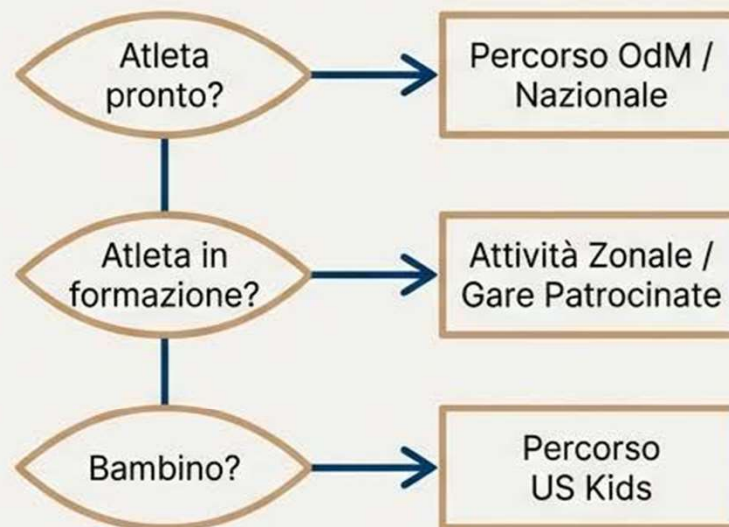 Atleta
pronto?
Percorso OdM /
Nazionale
Atleta in
formazione?
Attività Zonale /
Gare Patrocinate
Bambino?
Percorso
US Kids